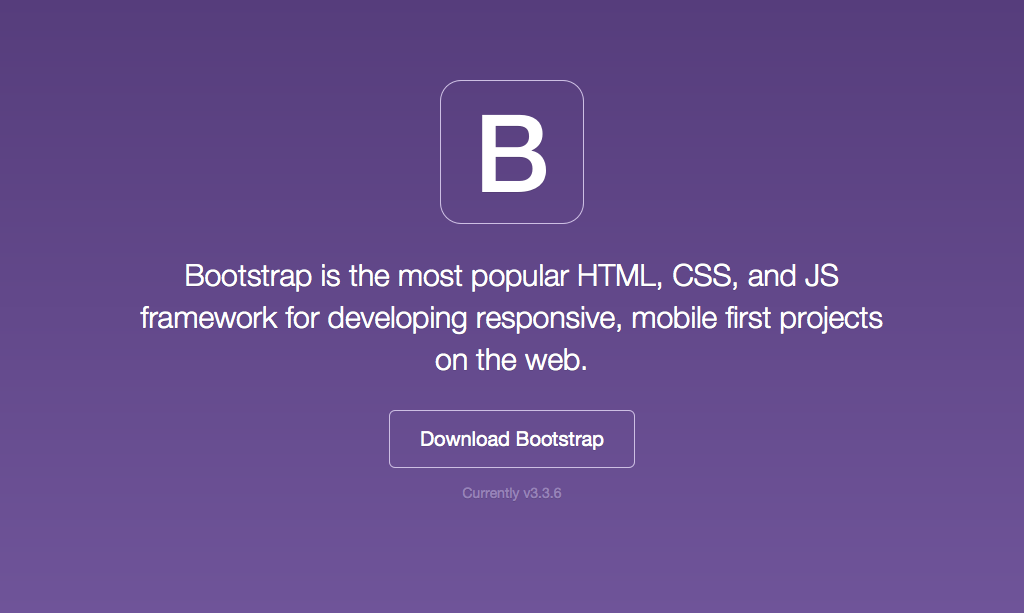 B
Bootstrap is the most popular HTML, CSS, and JS
framework for developing responsive, mobile first projects
on the web.
Download Bootstrap
Currently v3.3.6